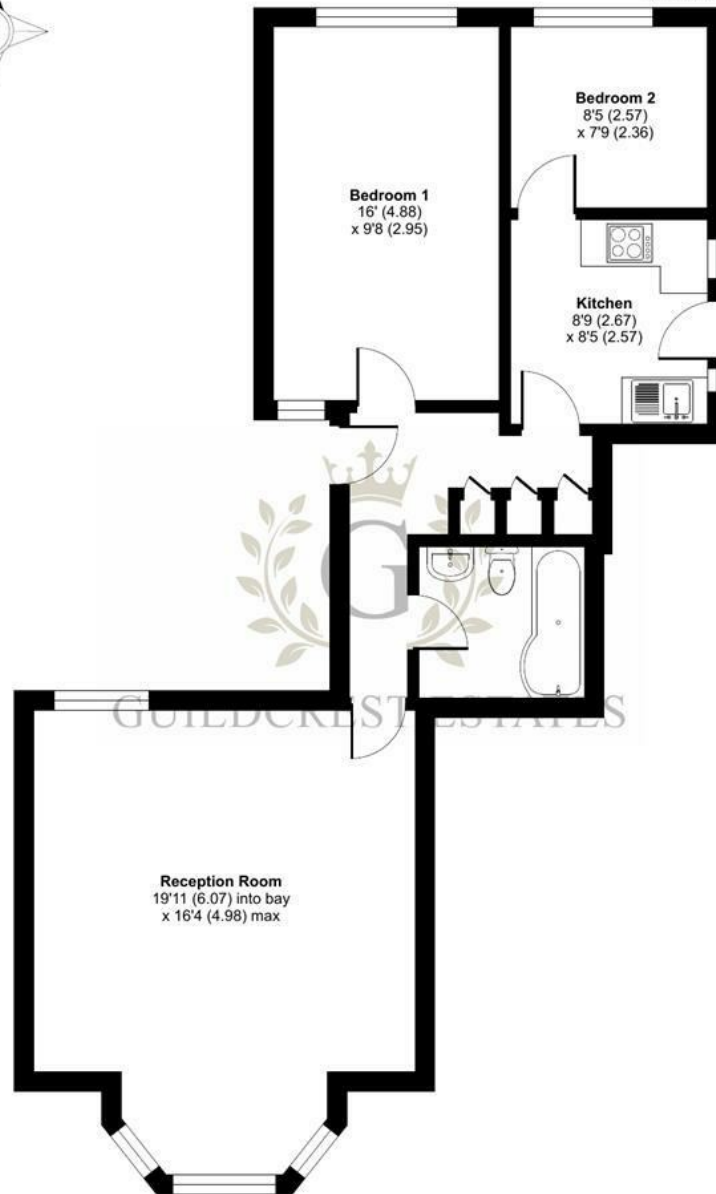 Bedroom 2
8'5 (2.57)
x 7'9 (2.36)
Bedroom 1
16' (4.88)
x 9'8 (2.95)
Kitchen
8'9 (2.67)
x 8'5 (2.57)
G
GUILDCREST ESTATES
Reception Room
19'11 (6.07) into bay
x 16'4 (4.98) max